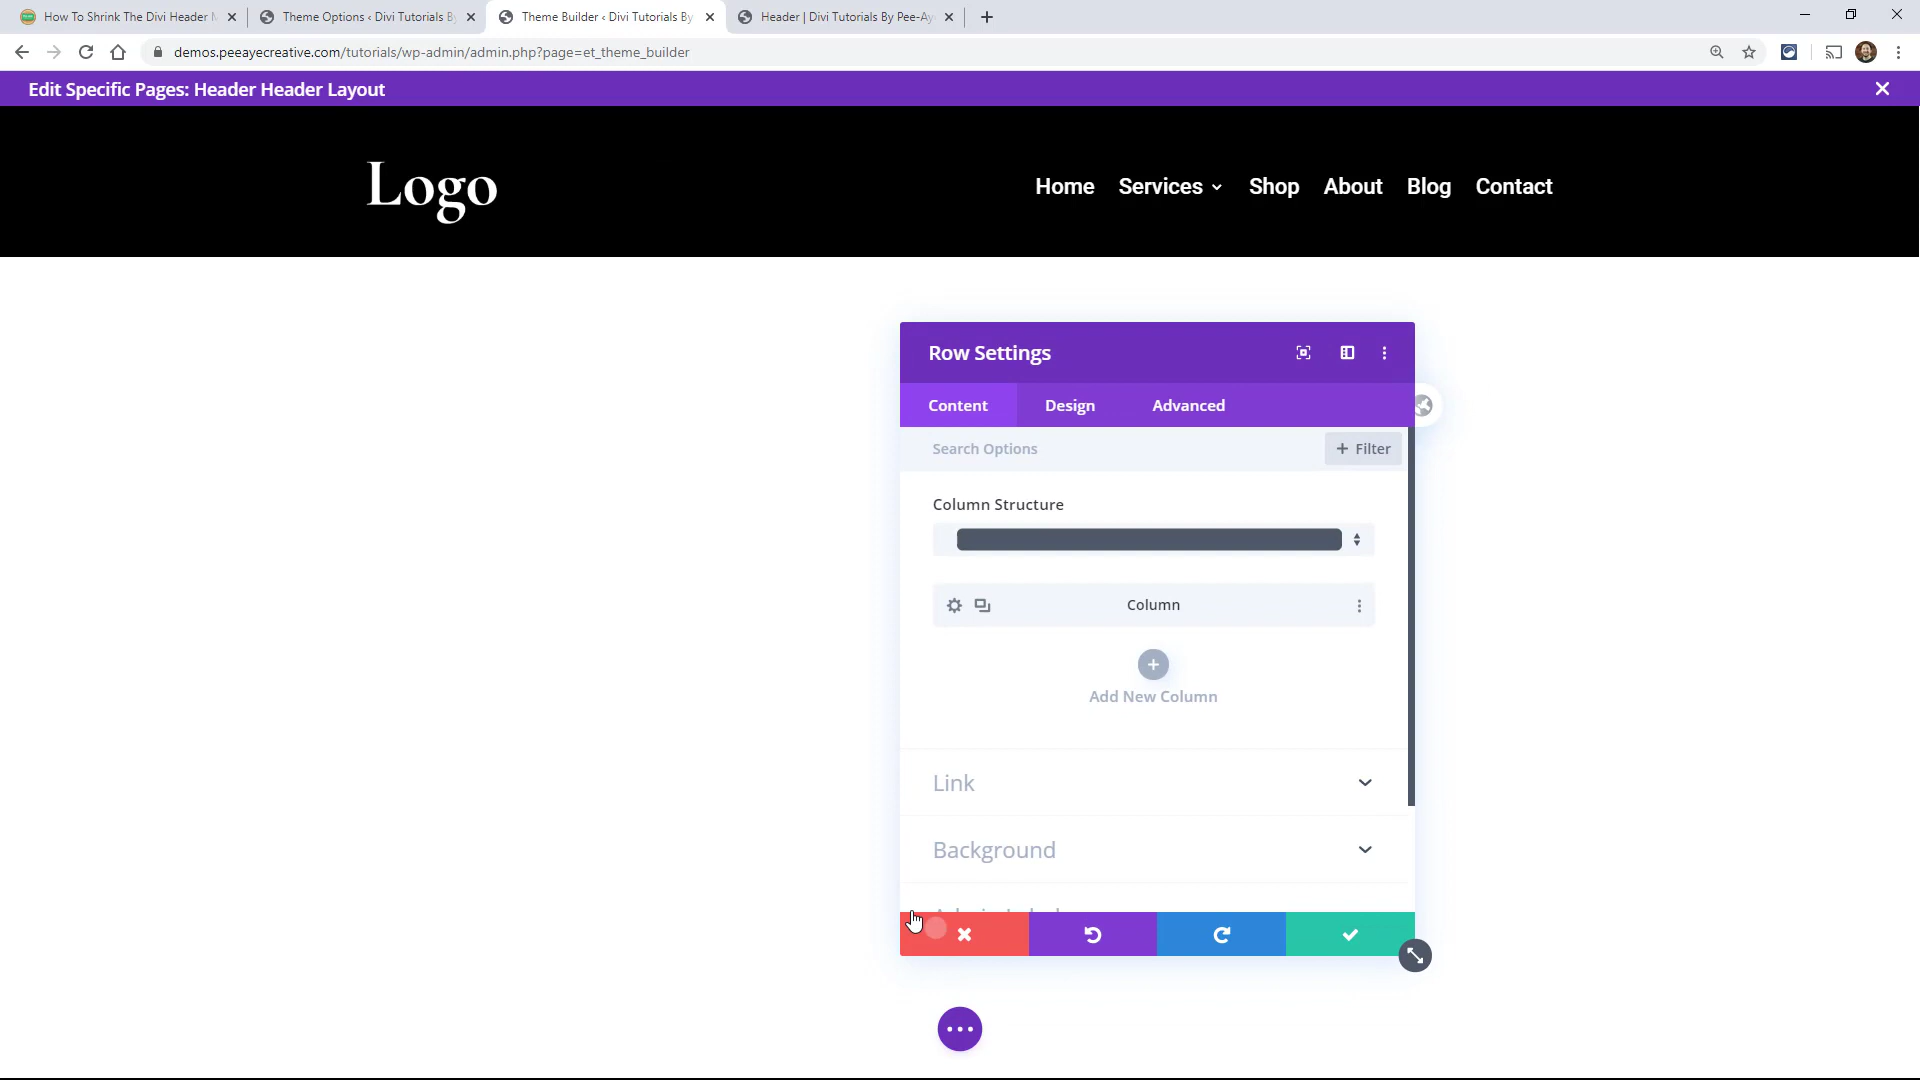 How To Shrink The Divi Header M
Theme Options ‹ Divi Tutorials By
Theme Builder ‹ Divi Tutorials By
Header | Divi Tutorials By Pee-Ay
demos.peeayecreative.com/tutorials/wp-admin/admin.php?page=et_theme_builder
Edit Specific Pages: Header Header Layout
Logo
Home Services Shop About Blog Contact
Row Settings
Content Design Advanced
Search Options
+ Filter
Column Structure
Column
Add New Column
Link
Background